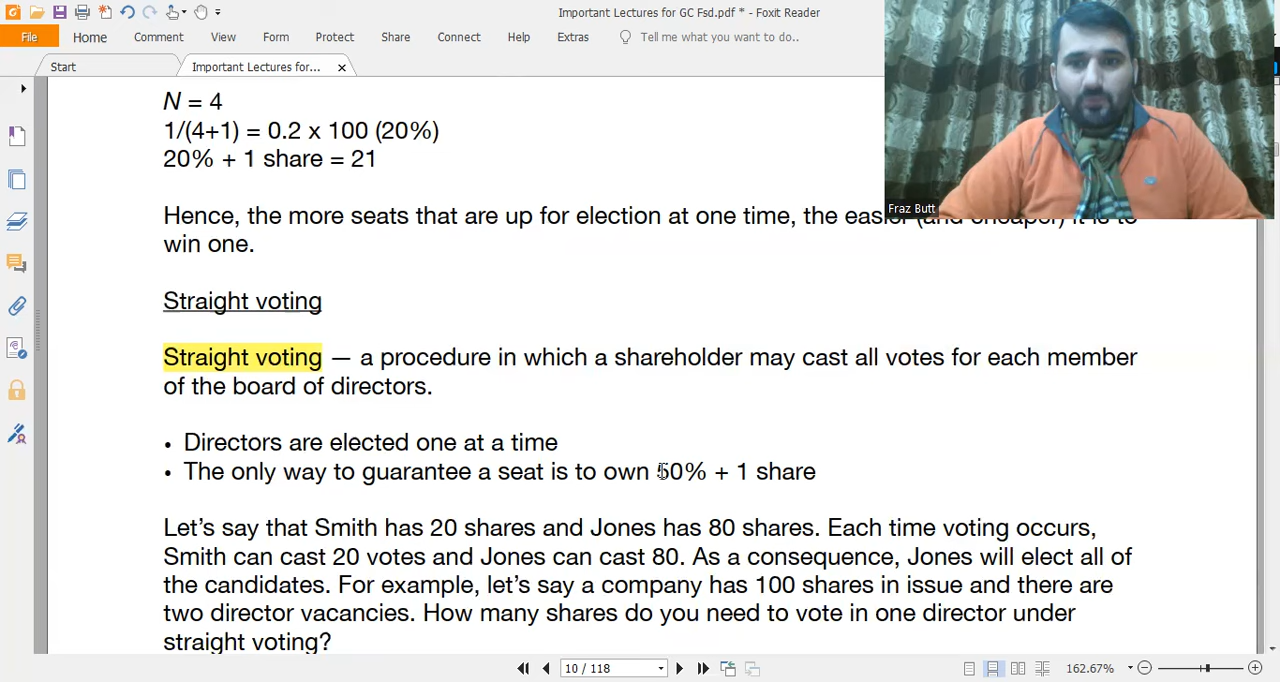 Important Lectures for GC Fsd.pdf * - Foxit Reader
File Home Comment View Form Protect Share Connect Help Extras Tell me what you want to do..
Start Important Lectures for...
N = 4
1/(4+1) = 0.2 x 100 (20%)
20% + 1 share = 21
Fraz Butt
Hence, the more seats that are up for election at one time, the easier (and cheaper) it is to
win one.
Straight voting
Straight voting — a procedure in which a shareholder may cast all votes for each member
of the board of directors.
• Directors are elected one at a time
• The only way to guarantee a seat is to own 50% + 1 share
Let's say that Smith has 20 shares and Jones has 80 shares. Each time voting occurs,
Smith can cast 20 votes and Jones can cast 80. As a consequence, Jones will elect all of
the candidates. For example, let's say a company has 100 shares in issue and there are
two director vacancies. How many shares do you need to vote in one director under
straight voting?
10 / 118
162.67%